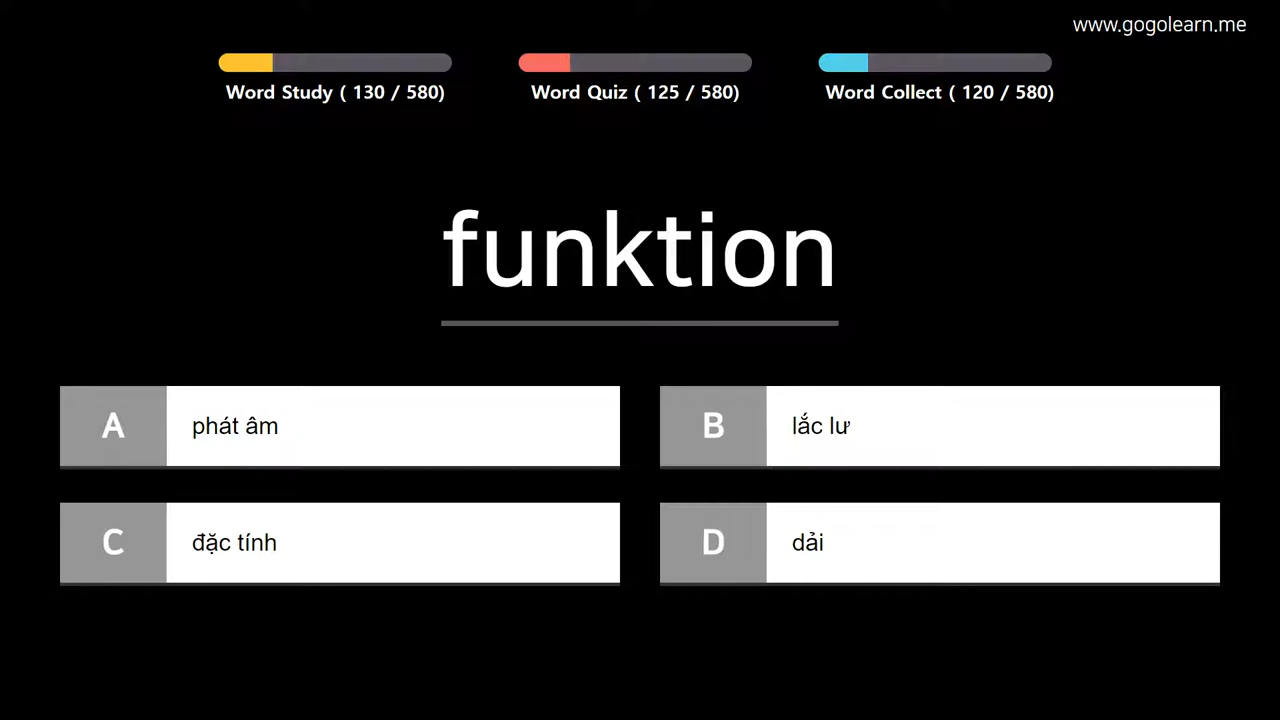 www.gogolearn.me
Word Study ( 130 / 580)
Word Quiz ( 125 / 580)
Word Collect ( 120 / 580)
funktion
A phát âm
B lắc lư
C đặc tính
D dải